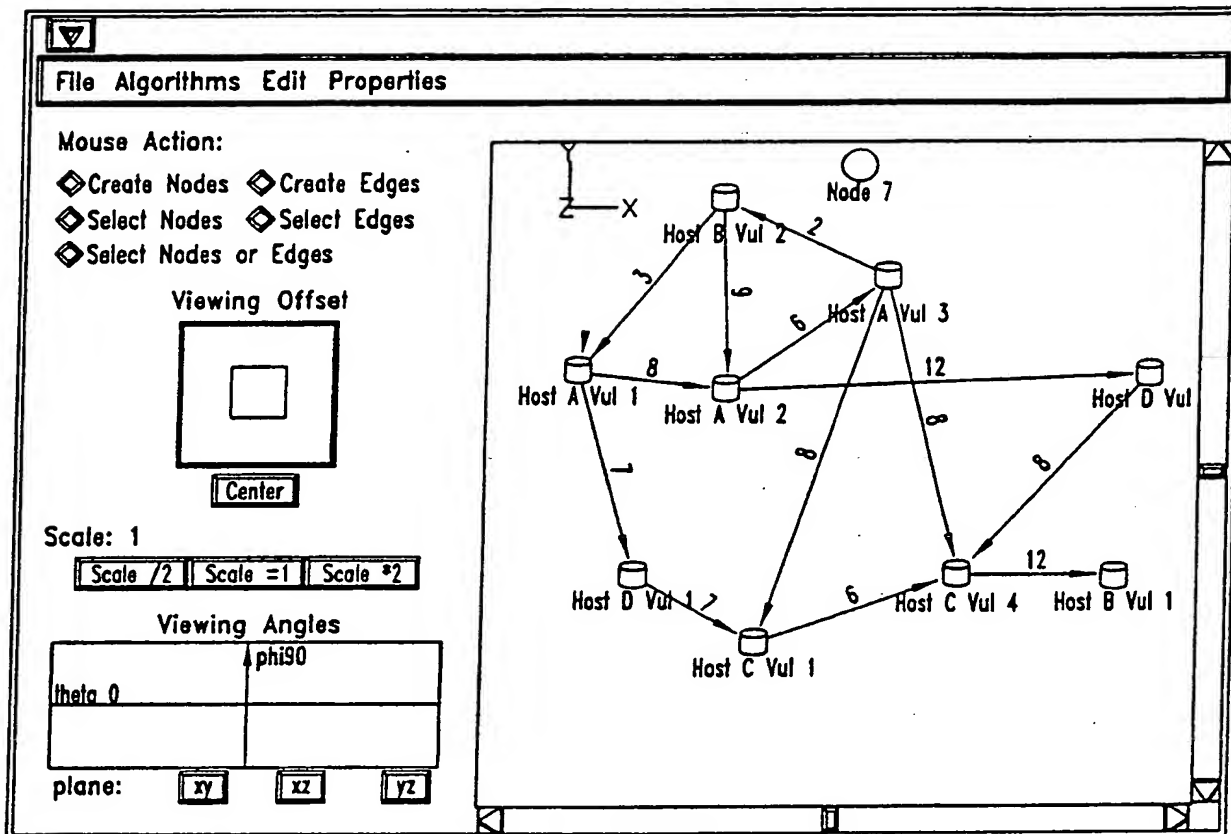 File Algorithms Edit Properties
Mouse Action:
Create Nodes Create Edges
Select Nodes Select Edges
Select Nodes or Edges
Viewing Offset
Center
Scale: 1
Scale /2 Scale =1 Scale *2
Viewing Angles
phi90
theta 0
plane: xy xz yz
Y
Z X
Node 7
Host B Vul 2
2
3
6
Host A Vul 3
6
Host A Vul 1
8
Host A Vul 2
12
Host D Vul
8
8
8
Host D Vul 1
Host C Vul 1
6
Host C Vul 4
12
Host B Vul 1